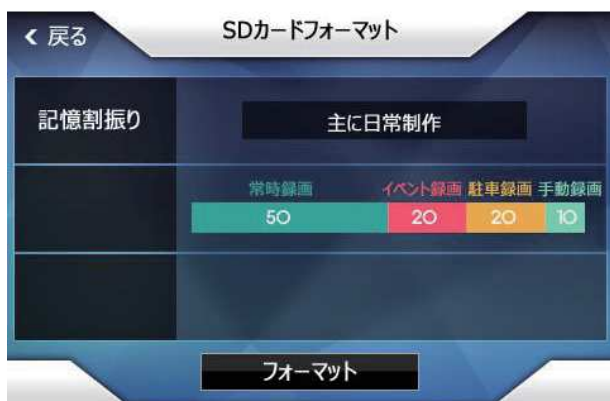 戻る
SDカードフォーマット
記憶割振り
主に日常制作
常時録画 イベント録画 駐車録画 手動録画
50 20 20 10
フォーマット